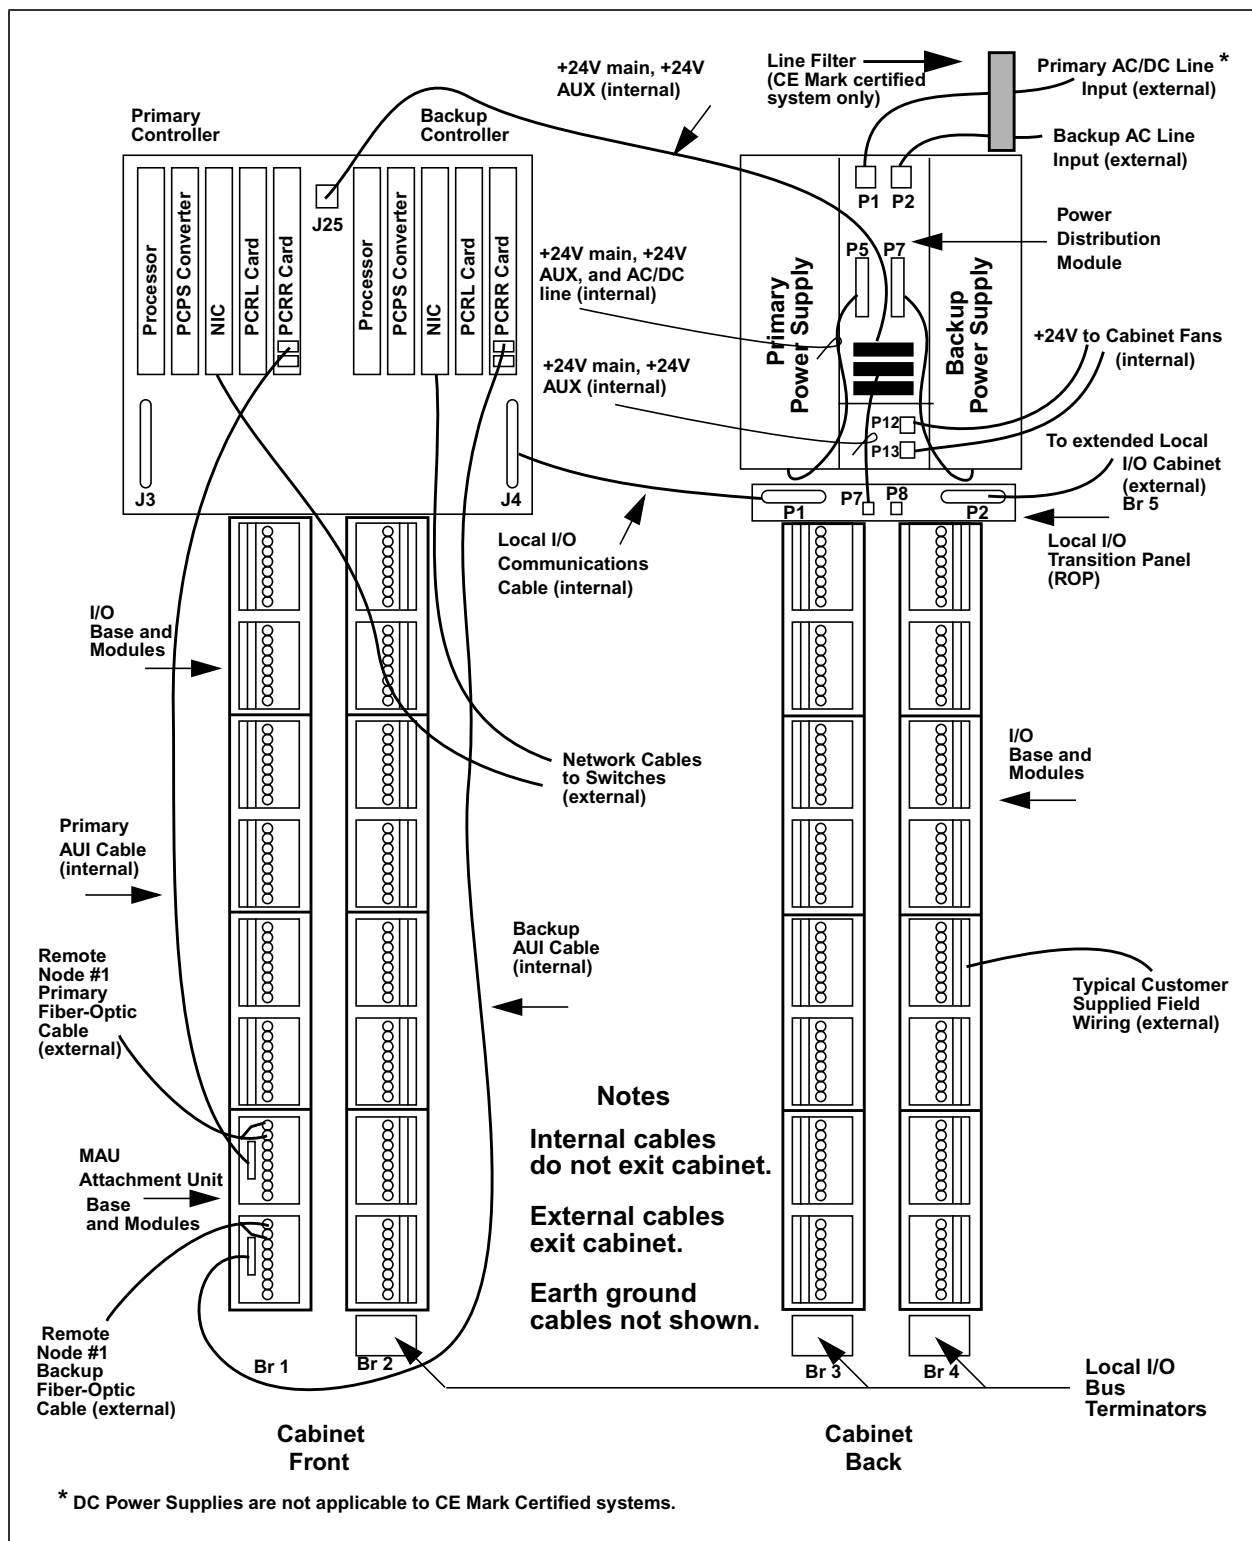 +24V main, +24V
AUX (internal)
Line Filter
(CE Mark certified
system only)
Primary AC/DC Line *
Input (external)
Backup AC Line
Input (external)
Primary
Controller
Backup
Controller
Processor
PCPS Converter
NIC
PCRL Card
PCRR Card
J25
Processor
PCPS Converter
NIC
PCRL Card
PCRR Card
J3
J4
P1
P2
Power
Distribution
Module
P5
P7
Primary
Power Supply
Backup
Power Supply
+24V main, +24V
AUX, and AC/DC
line (internal)
+24V main, +24V
AUX (internal)
+24V to Cabinet Fans
(internal)
P12
P13
To extended Local
I/O Cabinet
(external)
Br 5
P1
P7
P8
P2
Local I/O
Transition Panel
(ROP)
Local I/O
Communications
Cable (internal)
I/O
Base and
Modules
Network Cables
to Switches
(external)
I/O
Base and
Modules
Primary
AUI Cable
(internal)
Backup
AUI Cable
(internal)
Remote
Node #1
Primary
Fiber-Optic
Cable
(external)
Typical Customer
Supplied Field
Wiring (external)
MAU
Attachment Unit
Base
and Modules
Notes
Internal cables
do not exit cabinet.
External cables
exit cabinet.
Earth ground
cables not shown.
Remote
Node #1
Backup
Fiber-Optic
Cable (external)
Br 1
Br 2
Br 3
Br 4
Local I/O
Bus
Terminators
Cabinet
Front
Cabinet
Back
* DC Power Supplies are not applicable to CE Mark Certified systems.